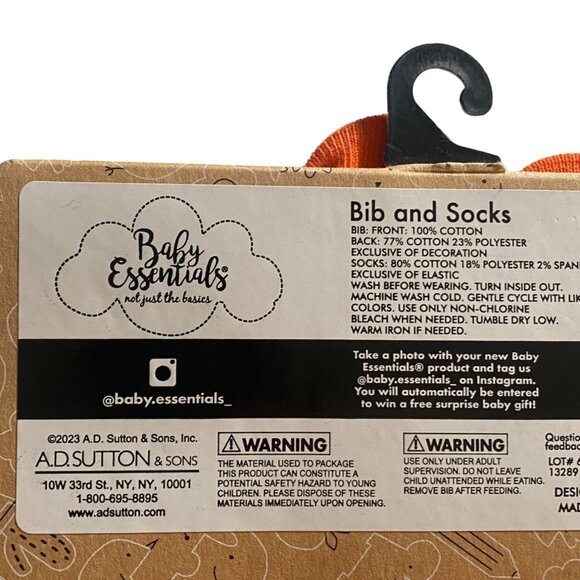 Baby
Essentials®
not just the basics
Bib and Socks
BIB: FRONT: 100% COTTON
BACK: 77% COTTON 23% POLYESTER
EXCLUSIVE OF DECORATION
SOCKS: 80% COTTON 18% POLYESTER 2% SPAN
EXCLUSIVE OF ELASTIC
WASH BEFORE WEARING. TURN INSIDE OUT.
MACHINE WASH COLD. GENTLE CYCLE WITH LIK
COLORS. USE ONLY NON-CHLORINE
BLEACH WHEN NEEDED. TUMBLE DRY LOW.
WARM IRON IF NEEDED.
@baby.essentials_
Take a photo with your new Baby
Essentials® product and tag us
@baby.essentials_ on Instagram.
You will automatically be entered
to win a free surprise baby gift!
©2023 A.D. Sutton & Sons, Inc.
A.D. SUTTON & SONS
10W 33rd St., NY, NY, 10001
1-800-695-8895
www.adsutton.com
WARNING
THE MATERIAL USED TO PACKAGE
THIS PRODUCT CAN CONSTITUTE A
POTENTIAL SAFETY HAZARD TO YOUNG
CHILDREN. PLEASE DISPOSE OF THESE
MATERIALS IMMEDIATELY UPON OPENING.
WARNING
USE ONLY UNDER ADULT
SUPERVISION. DO NOT LEAVE
CHILD UNATTENDED WHILE EATING.
REMOVE BIB AFTER FEEDING.
Question
feedback
LOT# 6
13289
DESIG
MAD